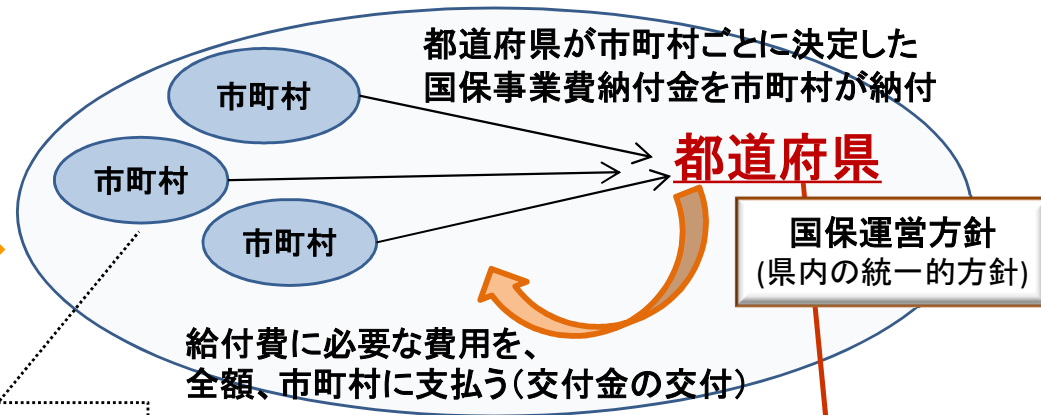 都道府県が市町村ごとに決定した
国保事業費納付金を市町村が納付
市町村
市町村
市町村
都道府県
国保運営方針
(県内の統一的方針)
給付費に必要な費用を、
全額、市町村に支払う(交付金の交付)